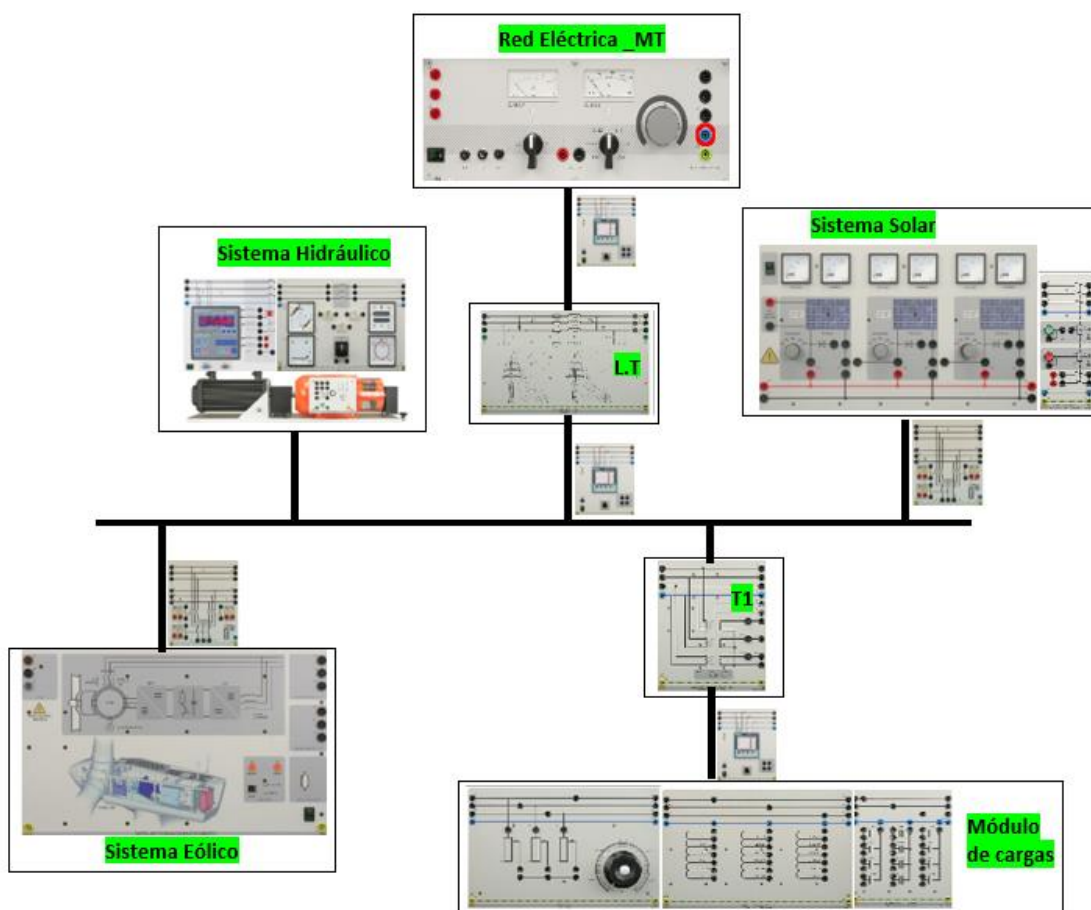 Red Eléctrica _MT
Sistema Hidráulico
Sistema Solar
L.T
T1
Sistema Eólico
Módulo
de cargas